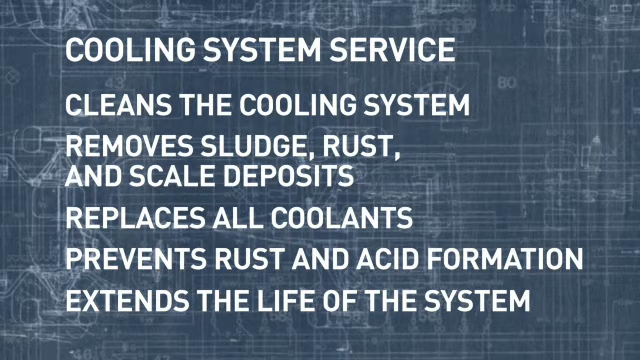 COOLING SYSTEM SERVICE
CLEANS THE COOLING SYSTEM
REMOVES SLUDGE, RUST,
AND SCALE DEPOSITS
REPLACES ALL COOLANTS
PREVENTS RUST AND ACID FORMATION
EXTENDS THE LIFE OF THE SYSTEM